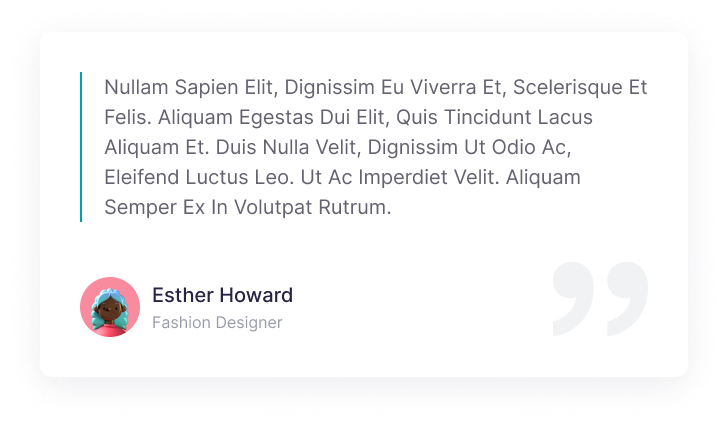 Nullam Sapien Elit, Dignissim Eu Viverra Et, Scelerisque Et
Felis. Aliquam Egestas Dui Elit, Quis Tincidunt Lacus
Aliquam Et. Duis Nulla Velit, Dignissim Ut Odio Ac,
Eleifend Luctus Leo. Ut Ac Imperdiet Velit. Aliquam
Semper Ex In Volutpat Rutrum.
Esther Howard
Fashion Designer